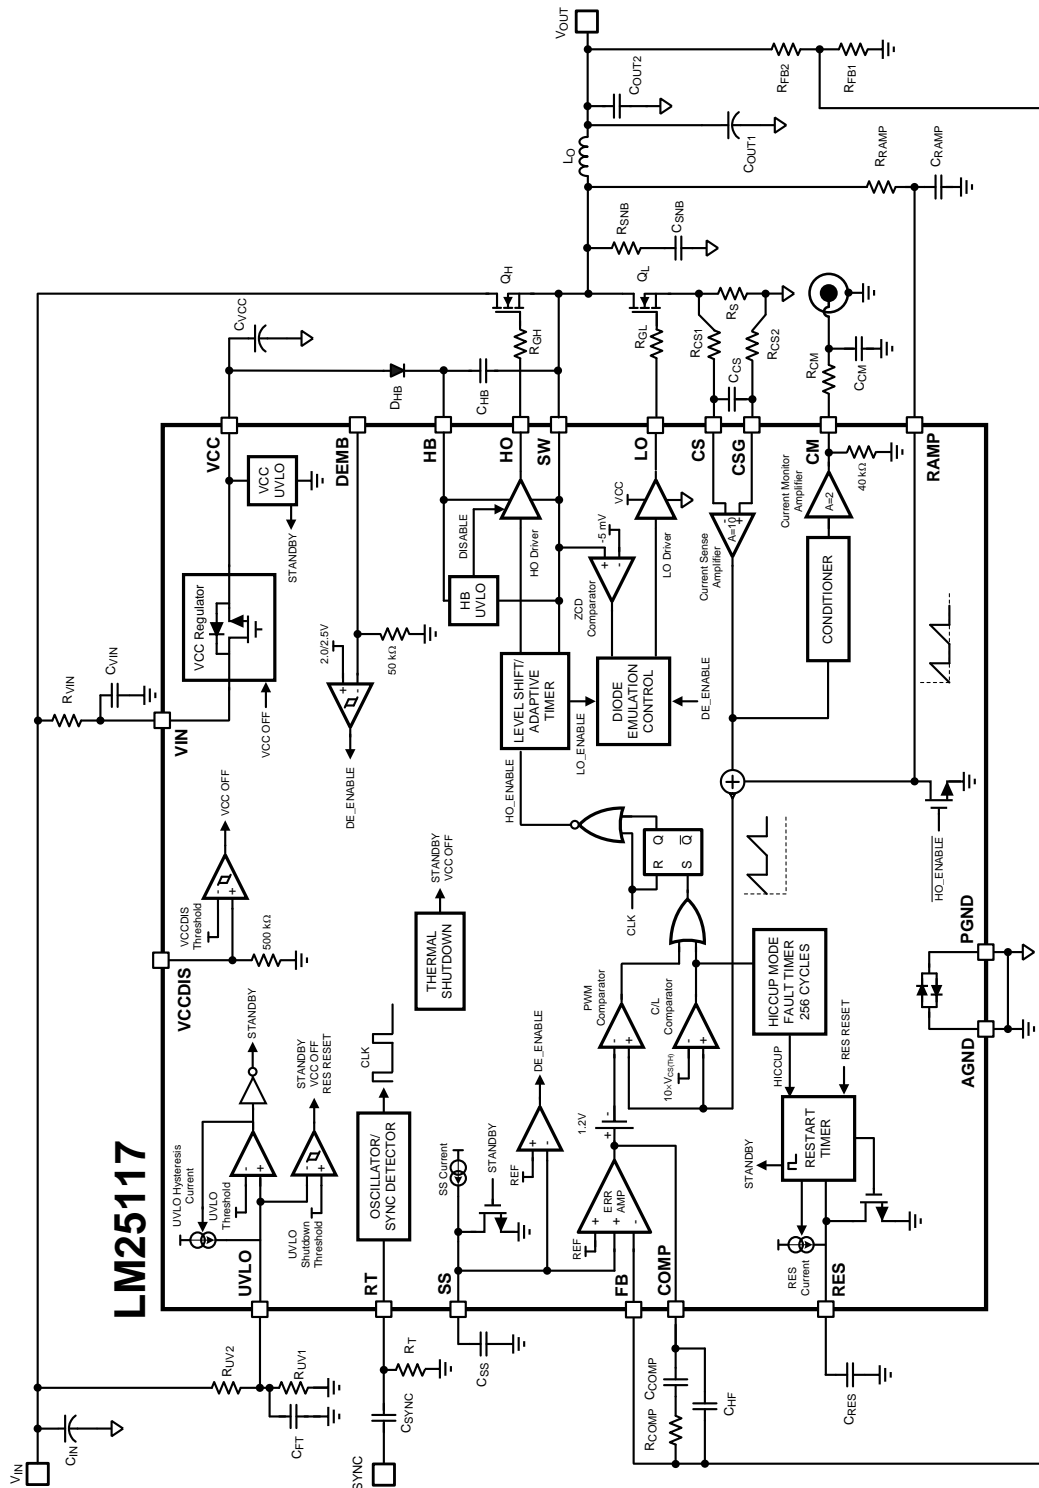 LM25117
VIN
CIN
RUV2
RUV1
CFT
SYNC
CSYNC
RT
CSS
RCOMP
CCOMP
CHF
CRES
UVLO
UVLO Hysteresis
Current
UVLO
Threshold
STANDBY
UVLO
Shutdown
Threshold
STANDBY
VCC OFF
RES RESET
-
+
-
+
RT
OSCILLATOR/
SYNC DETECTOR
CLK
THERMAL
SHUTDOWN
STANDBY
VCC OFF
SS
SS Current
STANDBY
REF
+
-
DE_ENABLE
FB
REF
+
+
-
ERR
AMP
COMP
1.2V
+
-
PWM
Comparator
-
+
C/L
Comparator
-
+
10×VCS(TH)
CLK
R
Q
S
Q
HO_ENABLE
RES
RES
Current
STANDBY
RESTART
TIMER
HICCUP
RES RESET
HICCUP MODE
FAULT TIMER
256 CYCLES
VCCDIS
VCCDIS
Threshold
-
+
500 kΩ
VCC OFF
RVIN
CVIN
VIN
VCC Regulator
VCC OFF
VCC
UVLO
STANDBY
VCC
CVCC
DEMB
2.0/2.5V
+
-
50 kΩ
DE_ENABLE
HB
DHB
CHB
HB
UVLO
DISABLE
HO Driver
HO
RGH
QH
SW
LEVEL SHIFT/
ADAPTIVE
TIMER
LO_ENABLE
DIODE
EMULATION
CONTROL
DE_ENABLE
ZCD
Comparator
+
-
-5 mV
VCC
LO Driver
LO
RGL
QL
RSNB
CSNB
LO
COUT1
COUT2
VOUT
RFB2
RFB1
RS
RCS1
RCS2
CCS
CS
CSG
Current Sense
Amplifier
A=10
-
+
CONDITIONER
Current Monitor
Amplifier
A=2
40 kΩ
CM
RCM
CCM
RRAMP
CRAMP
RAMP
+
HO_ENABLE
AGND
PGND